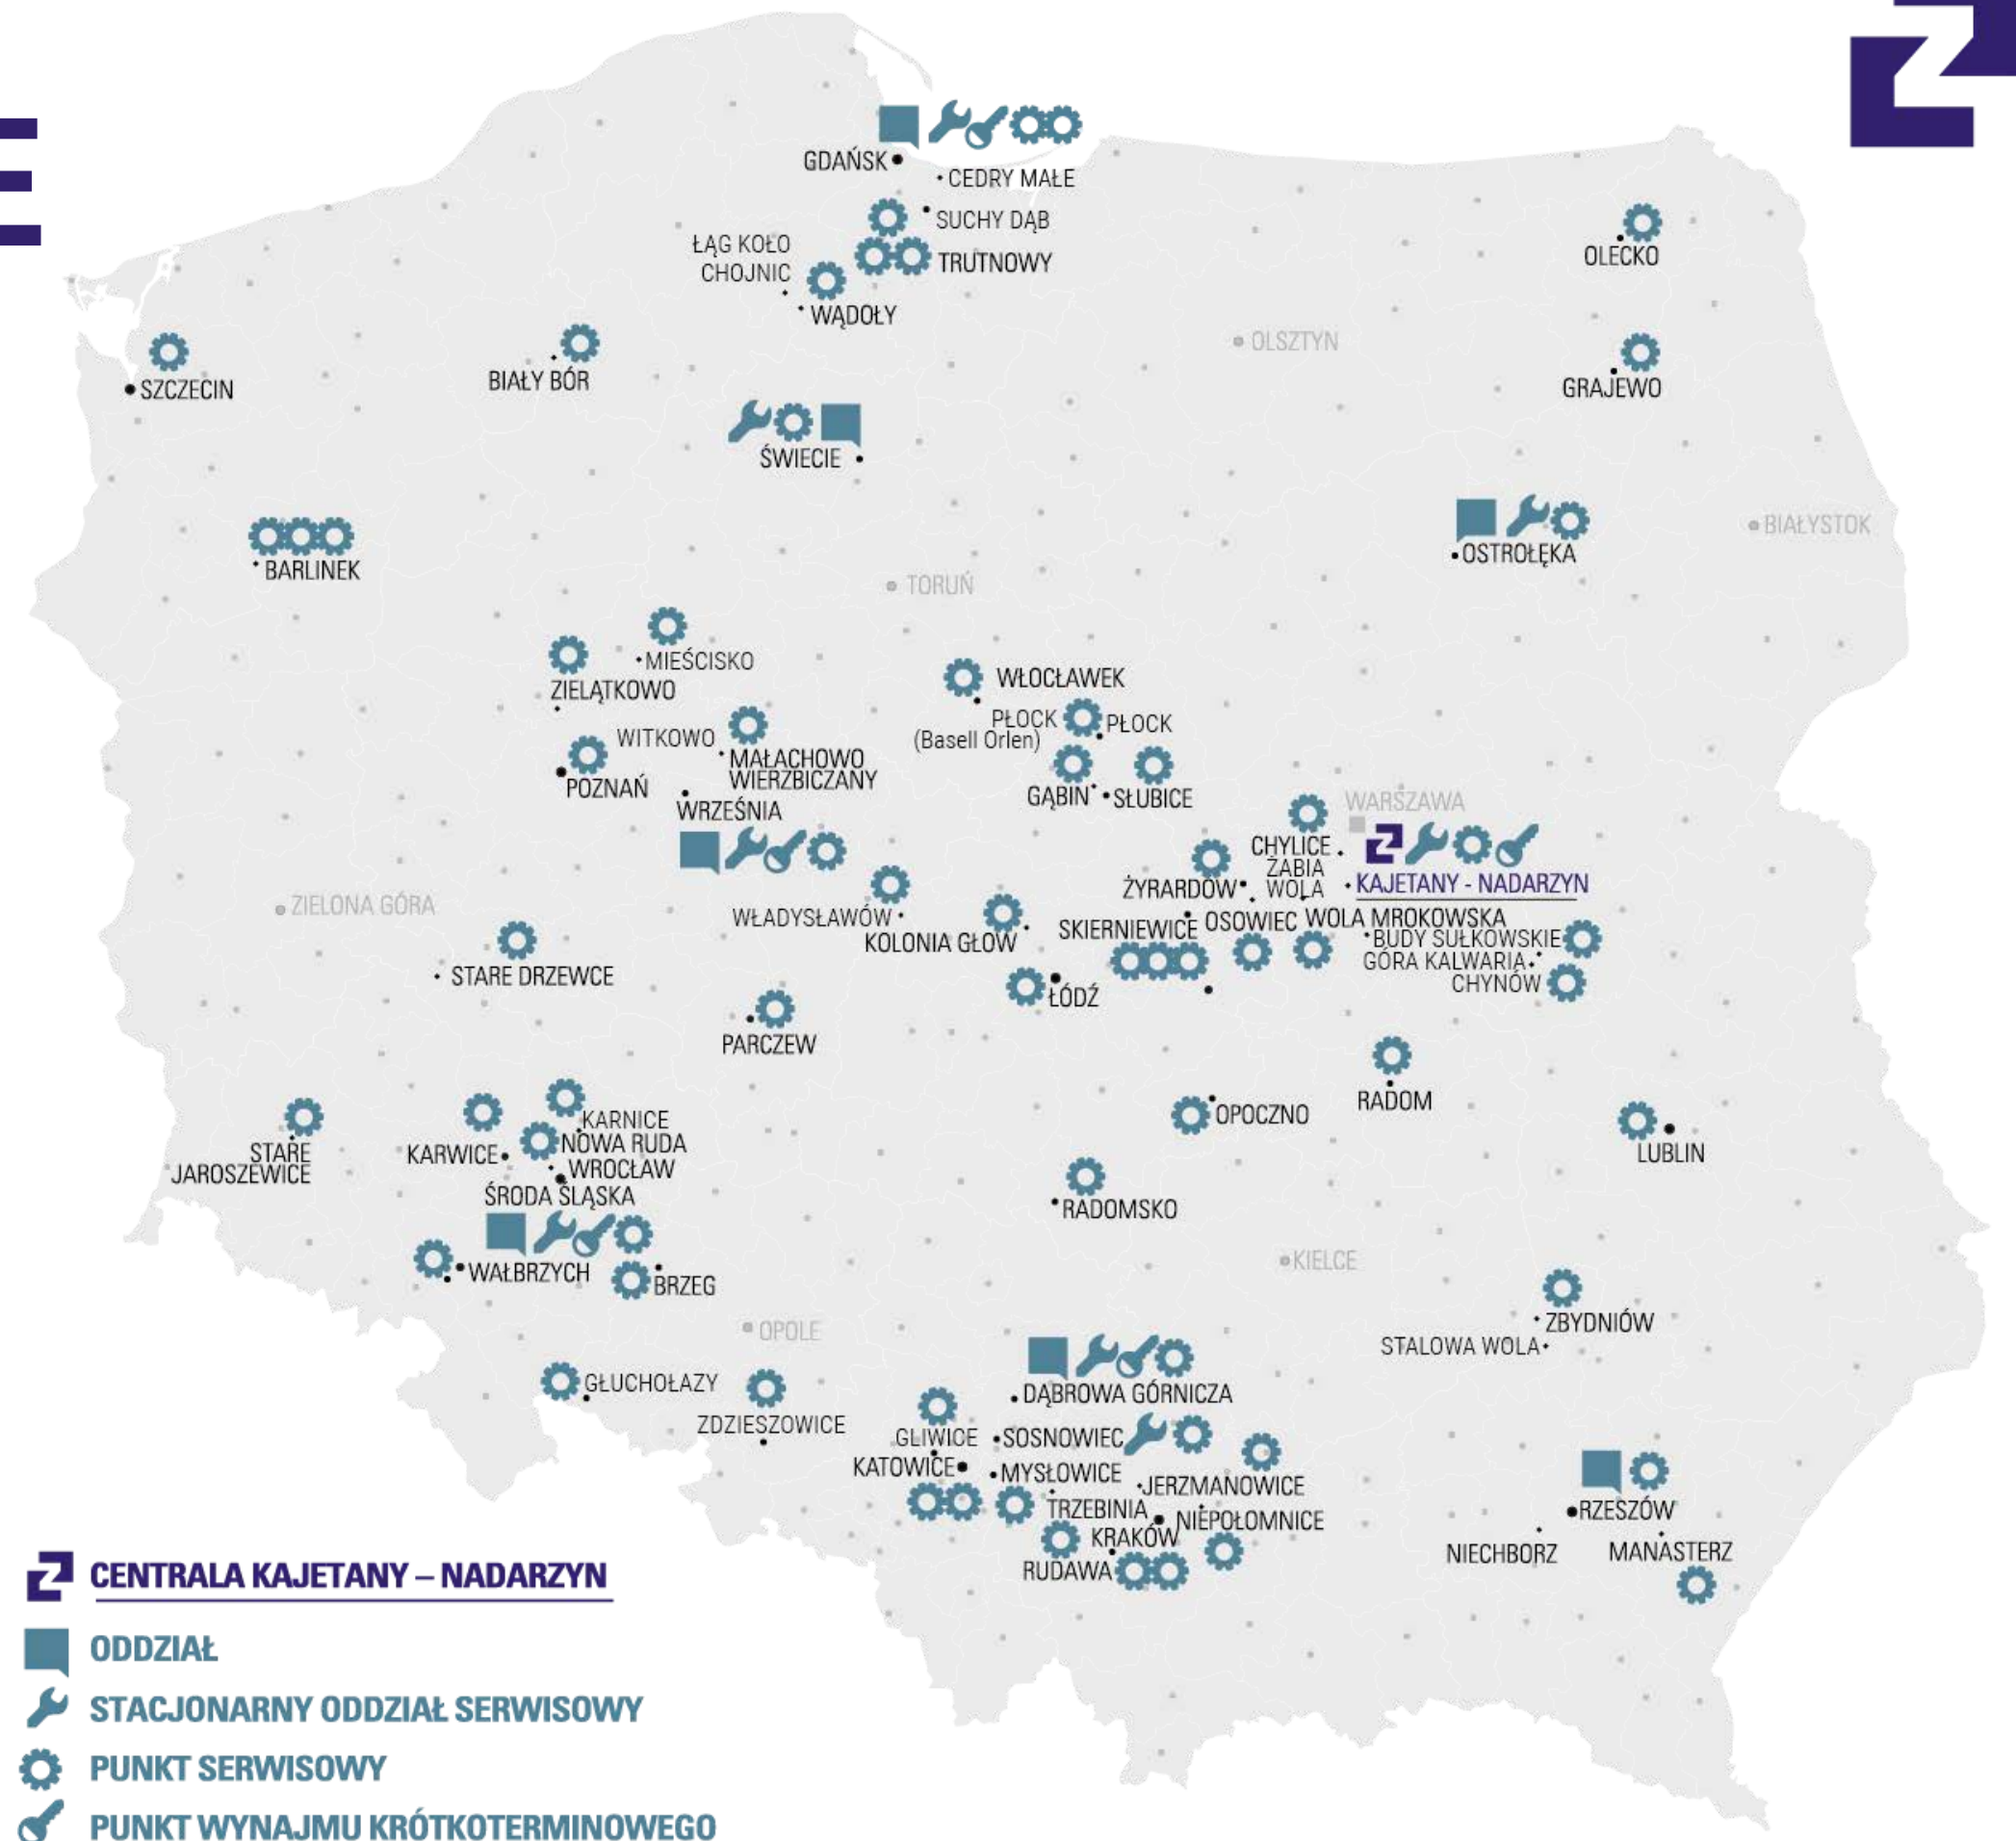 GDAŃSK
CEDRY MAŁE
SUCHY DĄB
ŁĄG KOŁO
CHOJNIC
TRUTNOWY
WĄDOŁY
OLECKO
OLSZTYN
GRAJEWO
SZCZECIN
BIAŁY BÓR
ŚWIECIE
OSTROŁĘKA
BIAŁYSTOK
BARLINEK
TORUŃ
MIEŚCISKO
ZIELĄTKOWO
WŁOCŁAWEK
WITKOWO
PŁOCK
(Basell Orlen)
PŁOCK
MAŁACHOWO
WIERZBICZANY
POZNAŃ
GĄBIN
SŁUBICE
WRZEŚNIA
WARSZAWA
CHYLICE
ŻABIA
WOLA
ŻYRARDÓW
KAJETANY - NADARZYN
ZIELONA GÓRA
WŁADYSŁAWÓW
KOLONIA GŁOW
SKIERNIEWICE
OSOWIEC
WOLA MROKOWSKA
BUDY SUŁKOWSKIE
GÓRA KALWARIA
CHYNÓW
STARE DRZEWCE
ŁÓDŹ
PARCZEW
RADOM
OPOCZNO
LUBLIN
KARNICE
NOWA RUDA
KARWICE
WROCŁAW
STARE
JAROSZEWICE
ŚRODA ŚLĄSKA
RADOMSKO
KIELCE
WAŁBRZYCH
BRZEG
ZBYDNIÓW
STALOWA WOLA
OPOLE
GŁUCHOŁAZY
ZDZIESZOWICE
DĄBROWA GÓRNICZA
GLIWICE
SOSNOWIEC
KATOWICE
MYSŁOWICE
JERZMANOWICE
TRZEBINIA
NIEPOŁOMNICE
KRAKÓW
RUDAWA
RZESZÓW
NIECHBORZ
MANASTERZ
CENTRALA KAJETANY – NADARZYN
ODDZIAŁ
STACJONARNY ODDZIAŁ SERWISOWY
PUNKT SERWISOWY
PUNKT WYNAJMU KRÓTKOTERMINOWEGO